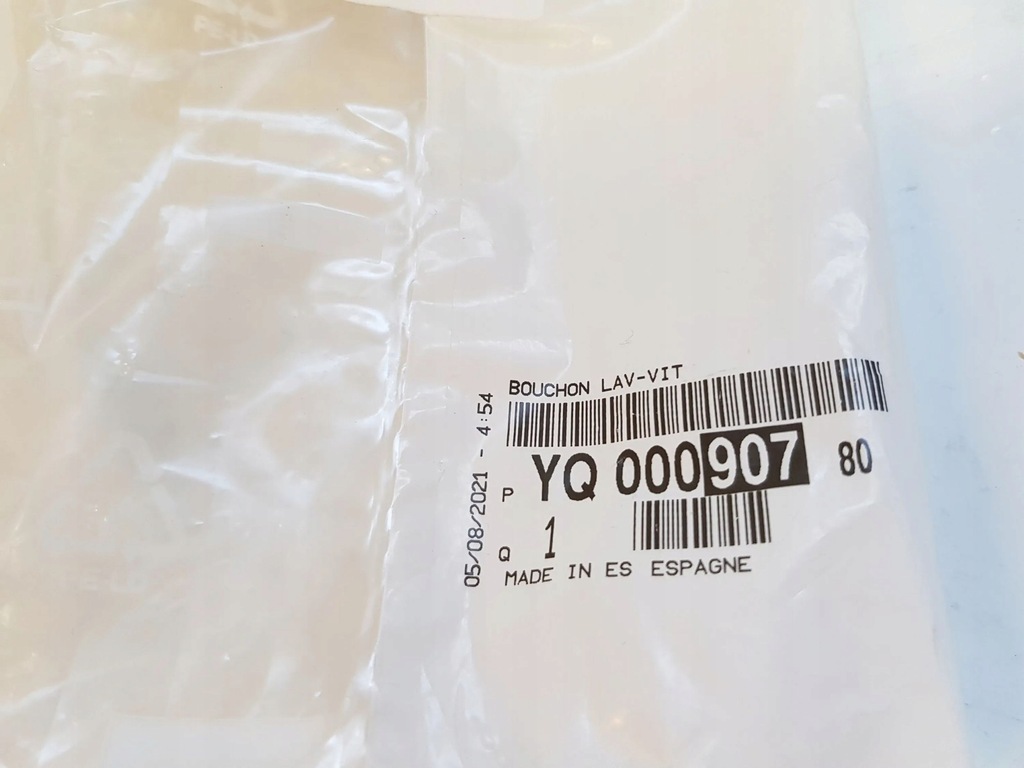 BOUCHON LAV-VIT
P YQ 000907 80
Q 1
MADE IN ES ESPAGNE
05/08/2021 - 4:54